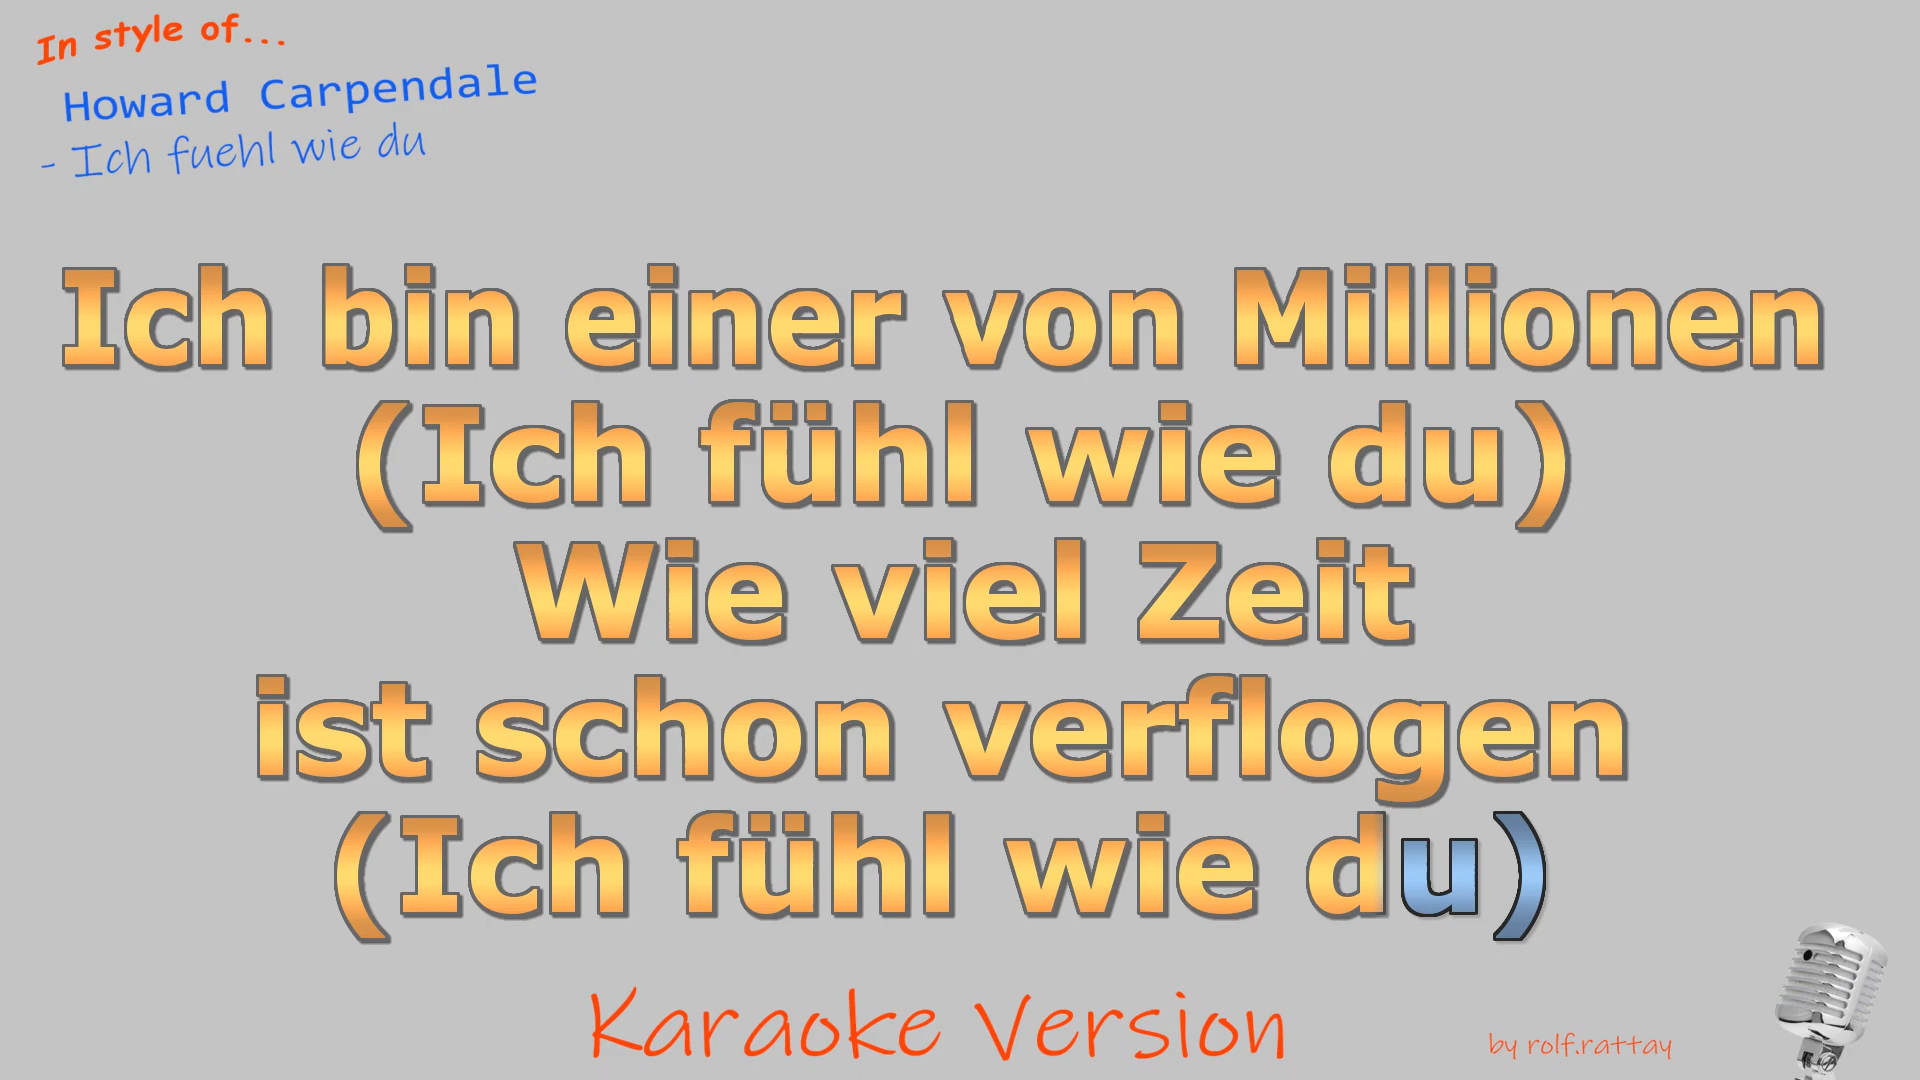 In style of...
Howard Carpendale
- Ich fuehl wie du
Ich bin einer von Millionen
(Ich fühl wie du)
Wie viel Zeit
ist schon verflogen
(Ich fühl wie du)
Karaoke Version
by rolf.rattay